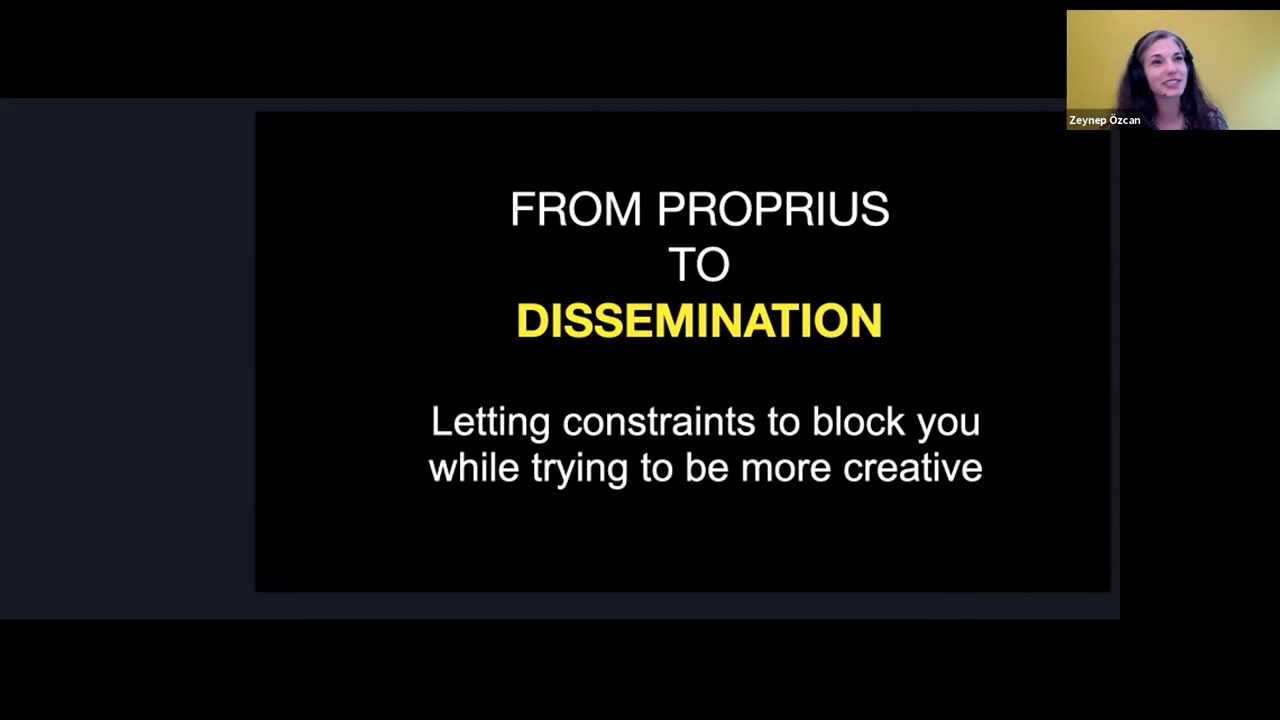 Zeynep Özcan
FROM PROPRIUS
TO
DISSEMINATION
Letting constraints to block you
while trying to be more creative